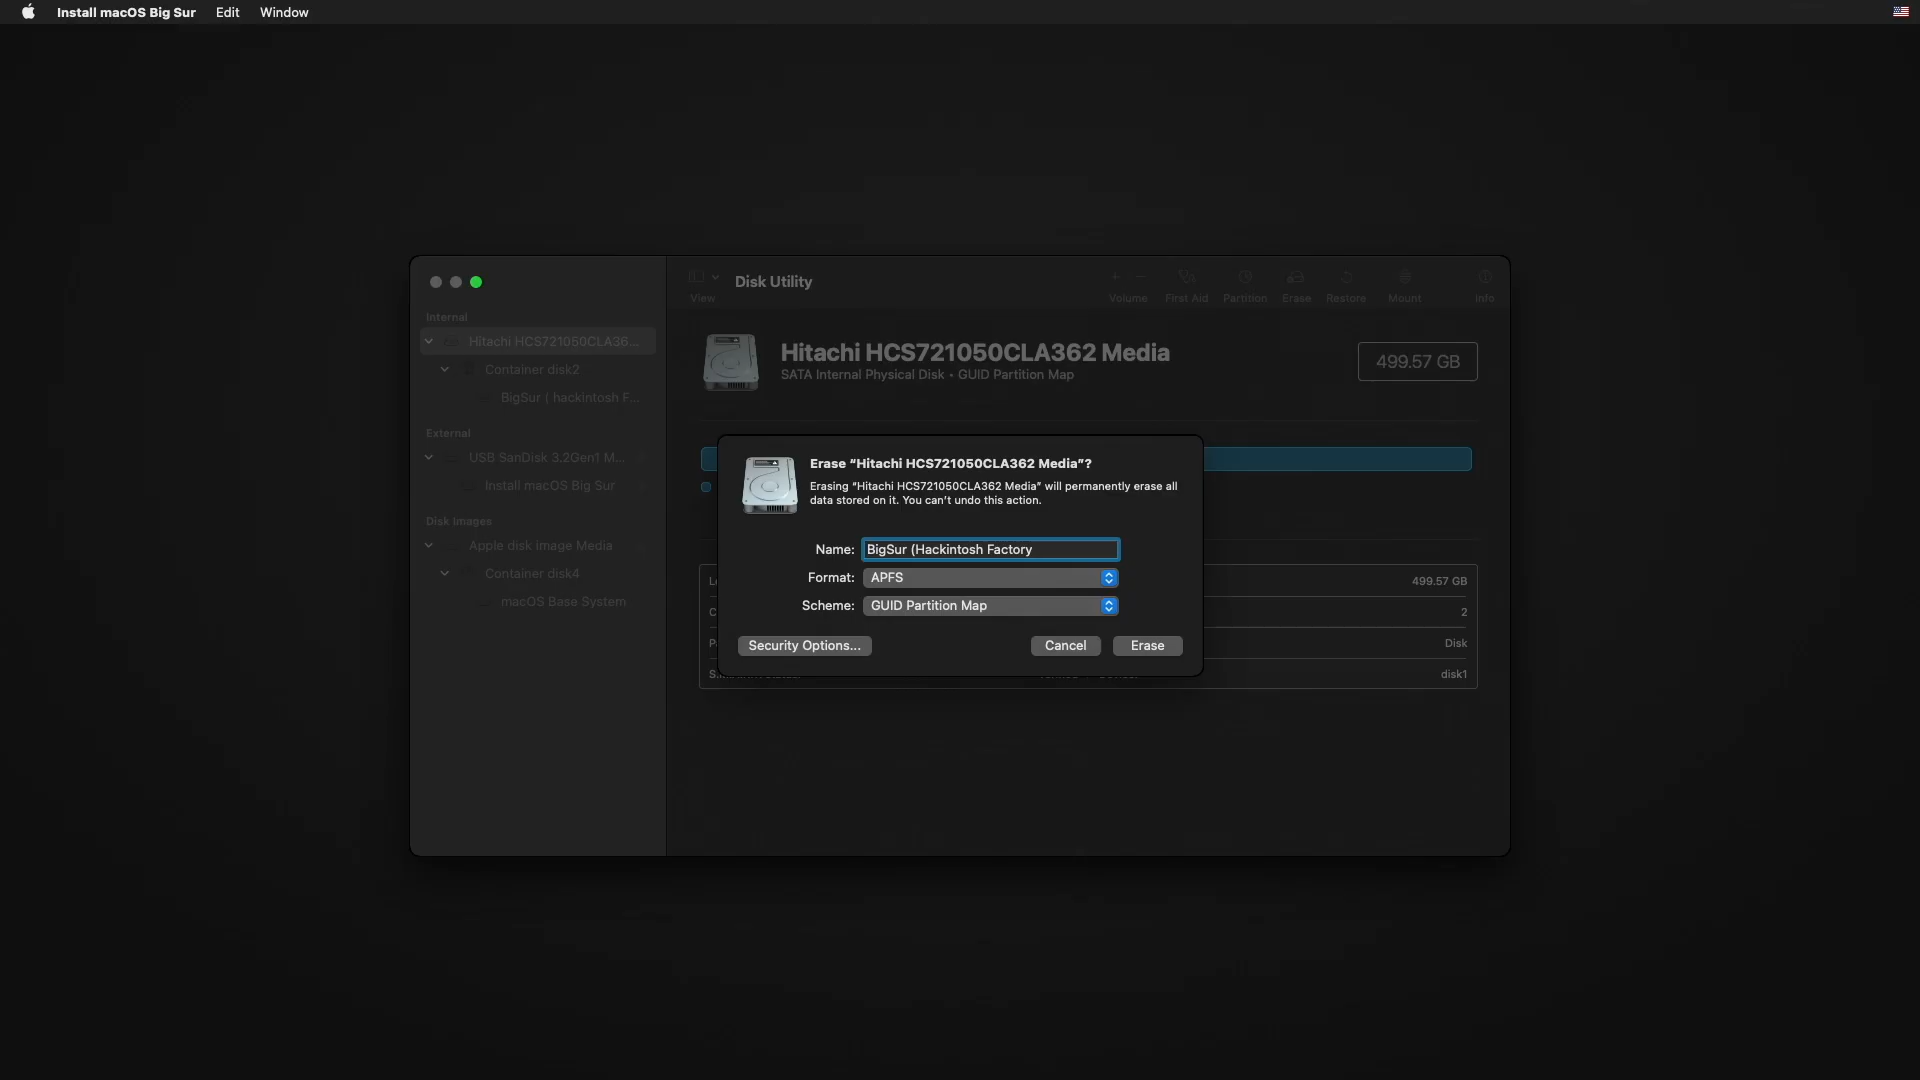 Install macOS Big Sur Edit Window
Disk Utility
View
Volume First Aid Partition Erase Restore Mount Info
Internal
Hitachi HCS721050CLA36...
Container disk2
BigSur ( hackintosh F...
External
USB SanDisk 3.2Gen1 M...
Install macOS Big Sur
Disk Images
Apple disk image Media
Container disk4
macOS Base System
Hitachi HCS721050CLA362 Media
SATA Internal Physical Disk • GUID Partition Map
499.57 GB
Erase “Hitachi HCS721050CLA362 Media”?
Erasing “Hitachi HCS721050CLA362 Media” will permanently erase all
data stored on it. You can’t undo this action.
Name: BigSur (Hackintosh Factory
Format: APFS
Scheme: GUID Partition Map
Security Options... Cancel Erase
499.57 GB
2
Disk
disk1